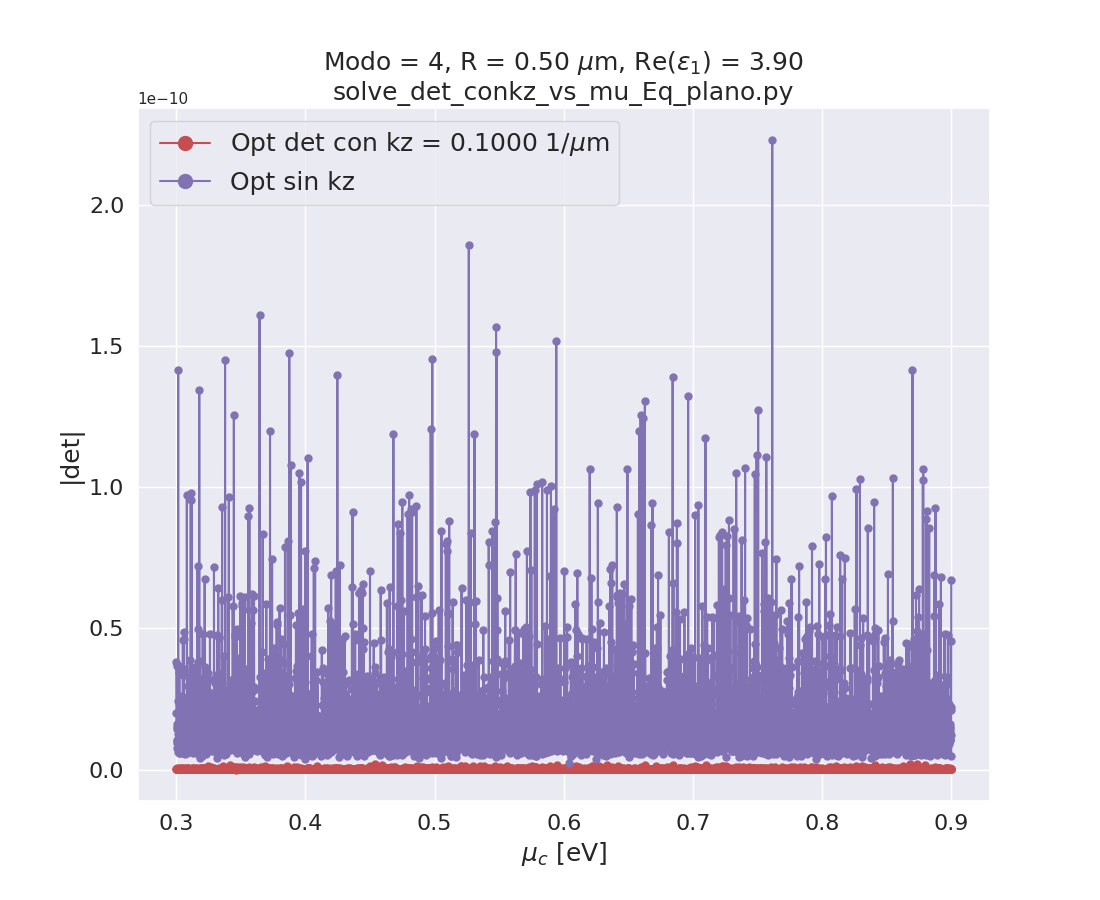 Modo = 4, R = 0.50 μm, Re(ε₁) = 3.90
solve_det_conkz_vs_mu_Eq_plano.py
1e−10
Opt det con kz = 0.1000 1/μm
Opt sin kz
2.0
1.5
1.0
0.5
0.0
|det|
0.3 0.4 0.5 0.6 0.7 0.8 0.9
μ_c [eV]